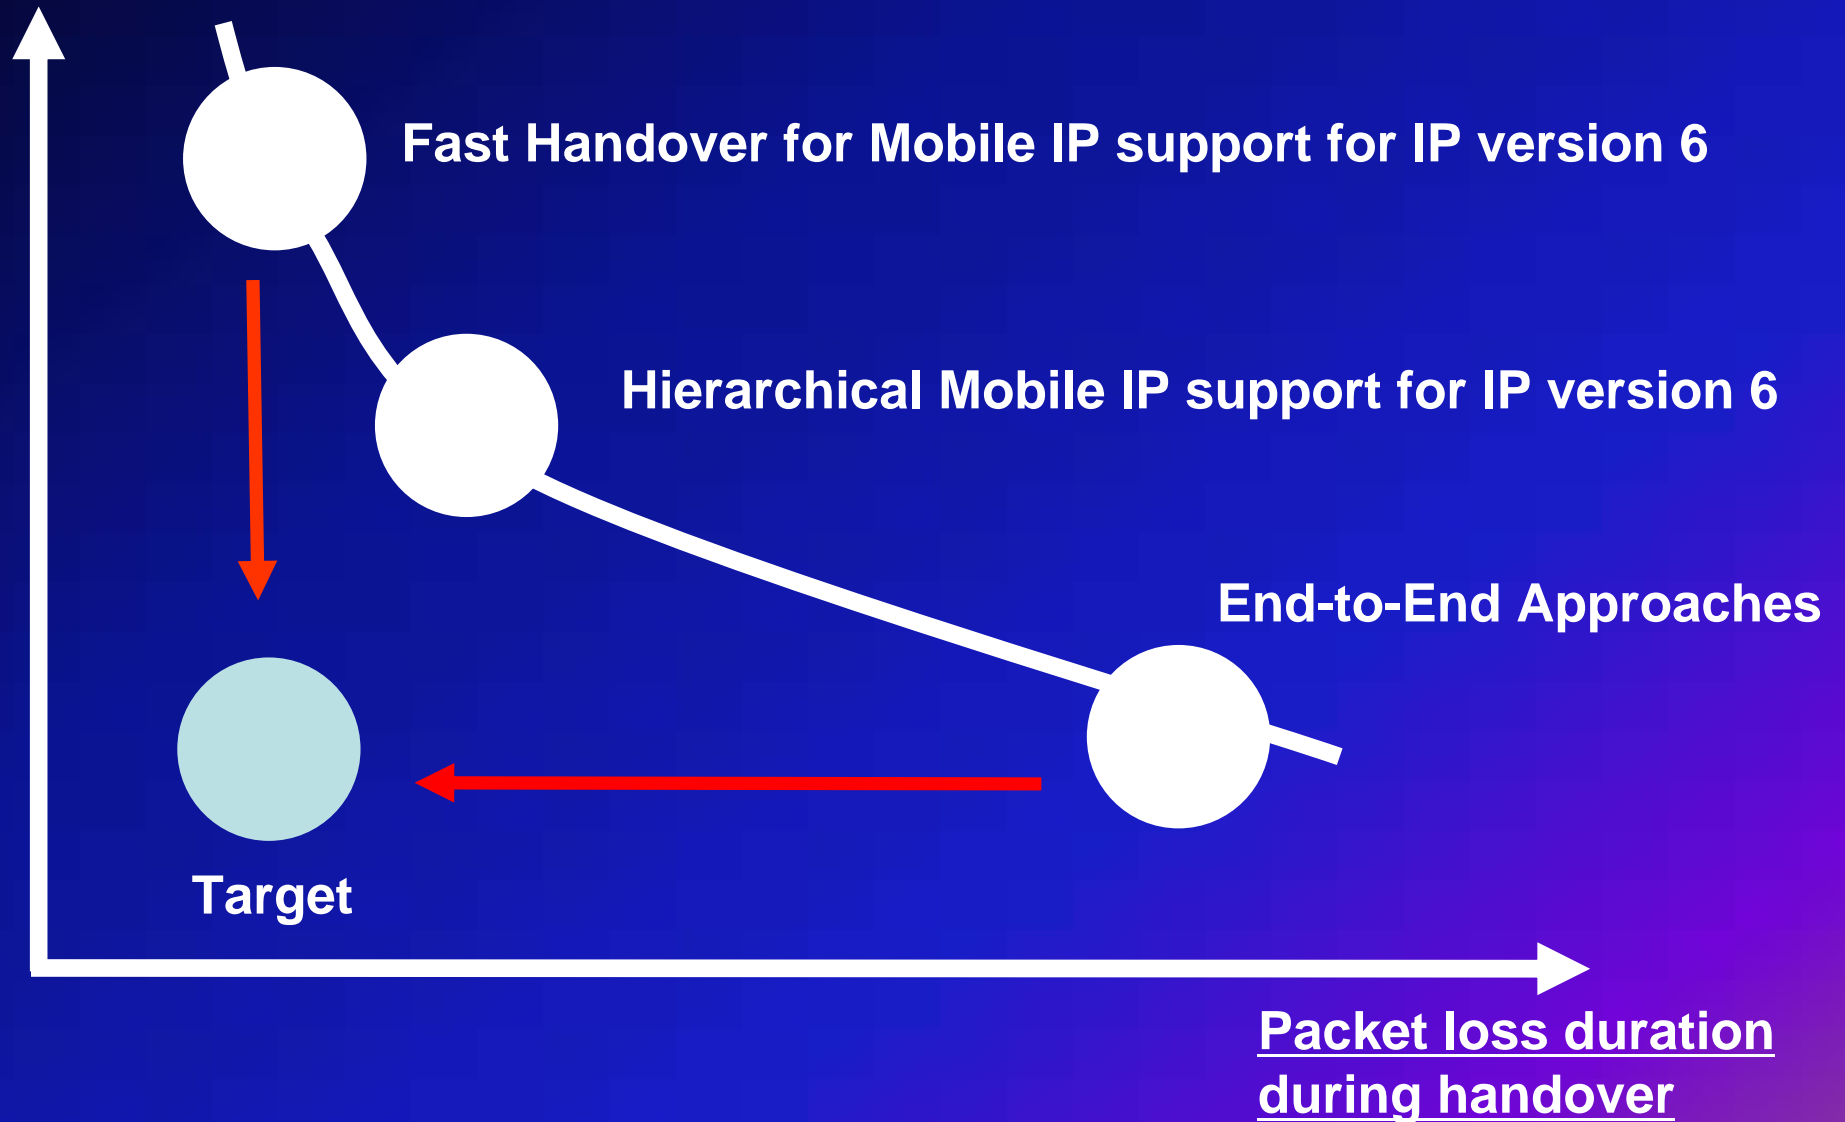 Fast Handover for Mobile IP support for IP version 6
Hierarchical Mobile IP support for IP version 6
End-to-End Approaches
Target
Packet loss duration
during handover